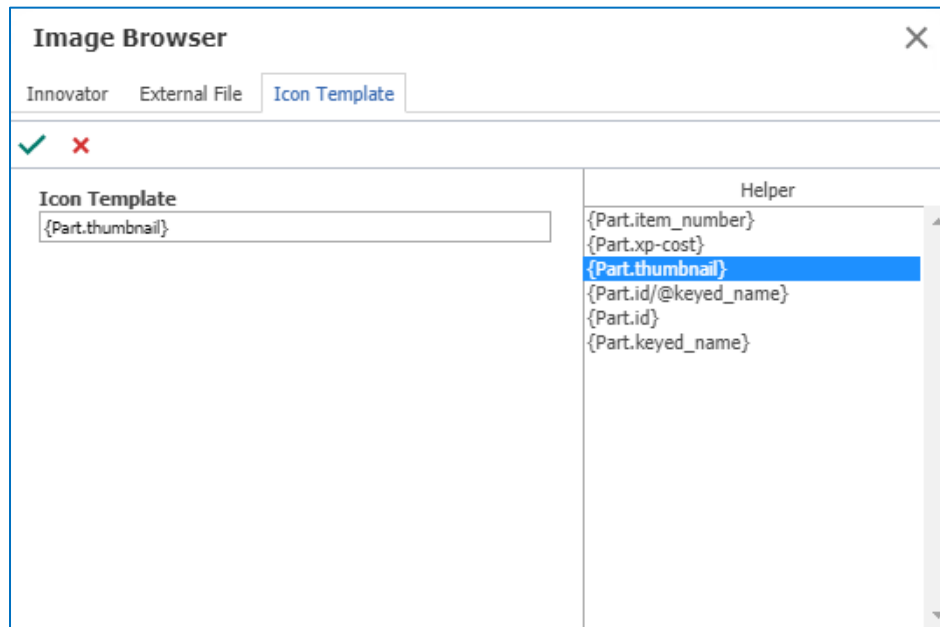 Image Browser
Innovator External File Icon Template
Icon Template
{Part.thumbnail}
Helper
{Part.item_number}
{Part.xp-cost}
{Part.thumbnail}
{Part.id/@keyed_name}
{Part.id}
{Part.keyed_name}